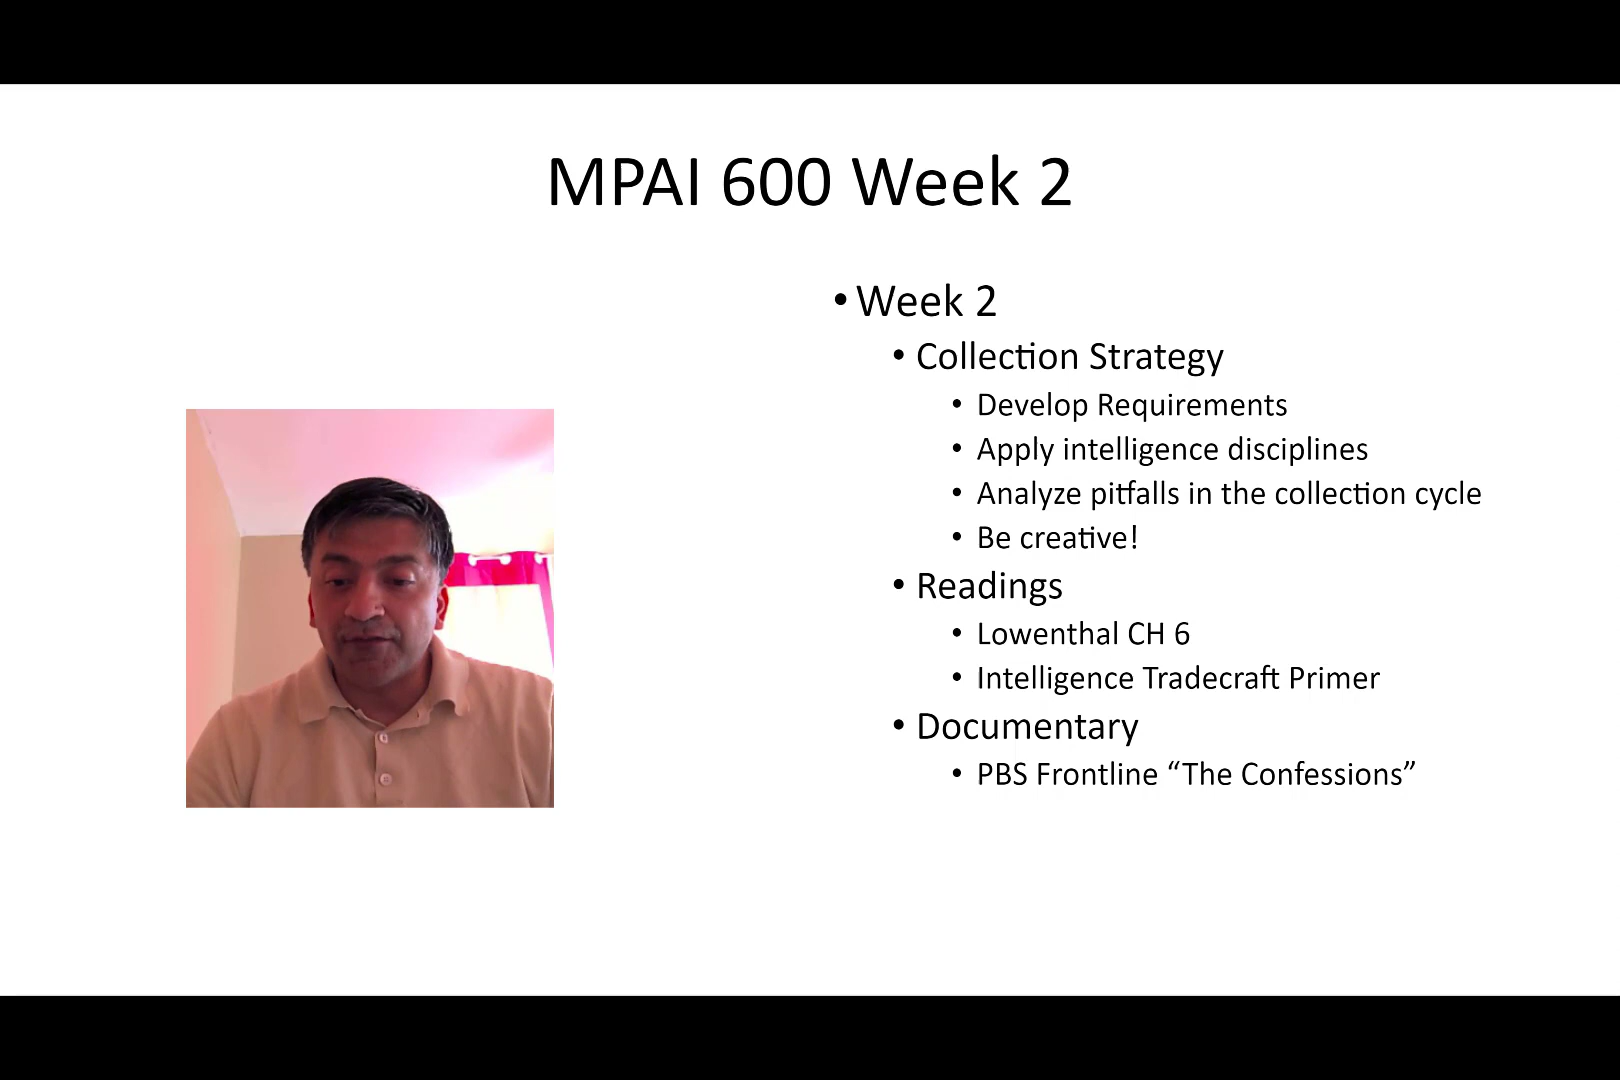 MPAI 600 Week 2
• Week 2
• Collection Strategy
• Develop Requirements
• Apply intelligence disciplines
• Analyze pitfalls in the collection cycle
• Be creative!
• Readings
• Lowenthal CH 6
• Intelligence Tradecraft Primer
• Documentary
• PBS Frontline “The Confessions”